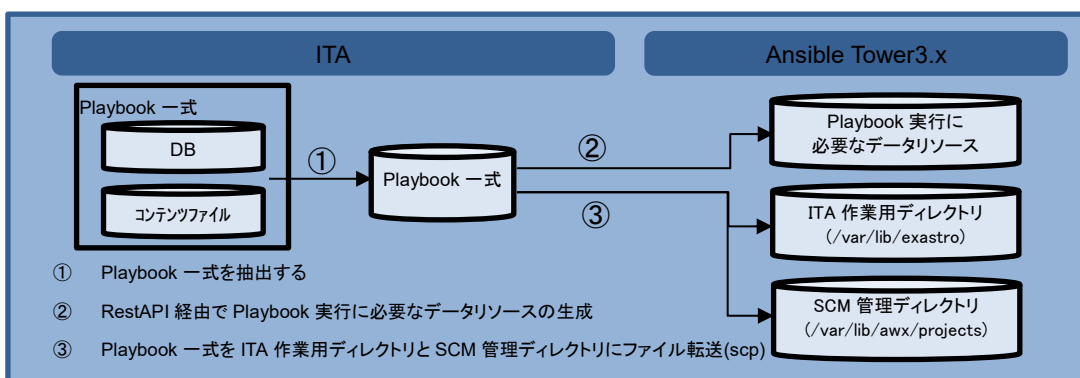 ITA
Ansible Tower3.x
Playbook 一式
DB
コンテンツファイル
①
Playbook 一式
②
③
Playbook 実行に
必要なデータリソース
ITA 作業用ディレクトリ
(/var/lib/exastro)
SCM 管理ディレクトリ
(/var/lib/awx/projects)
① Playbook 一式を抽出する
② RestAPI 経由で Playbook 実行に必要なデータリソースの生成
③ Playbook 一式を ITA 作業用ディレクトリと SCM 管理ディレクトリにファイル転送(scp)